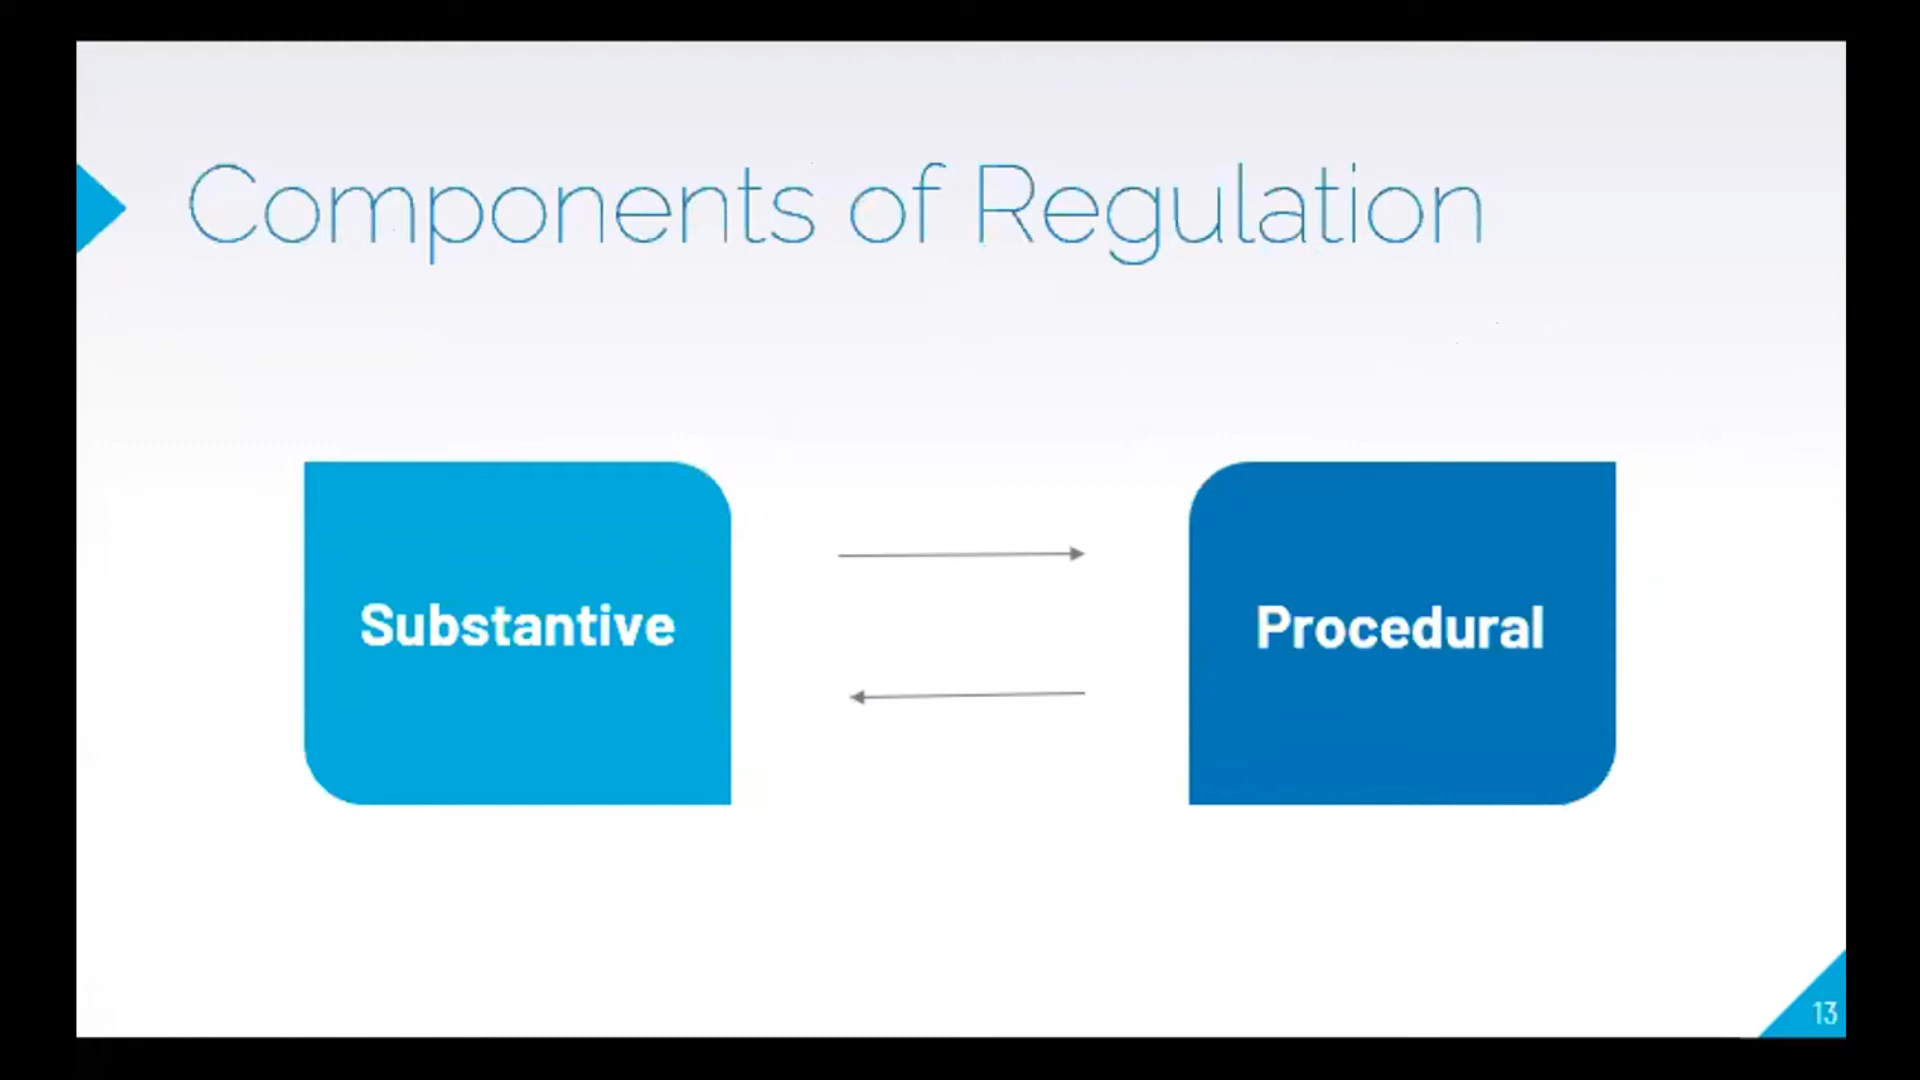 Components of Regulation
Substantive
Procedural
13